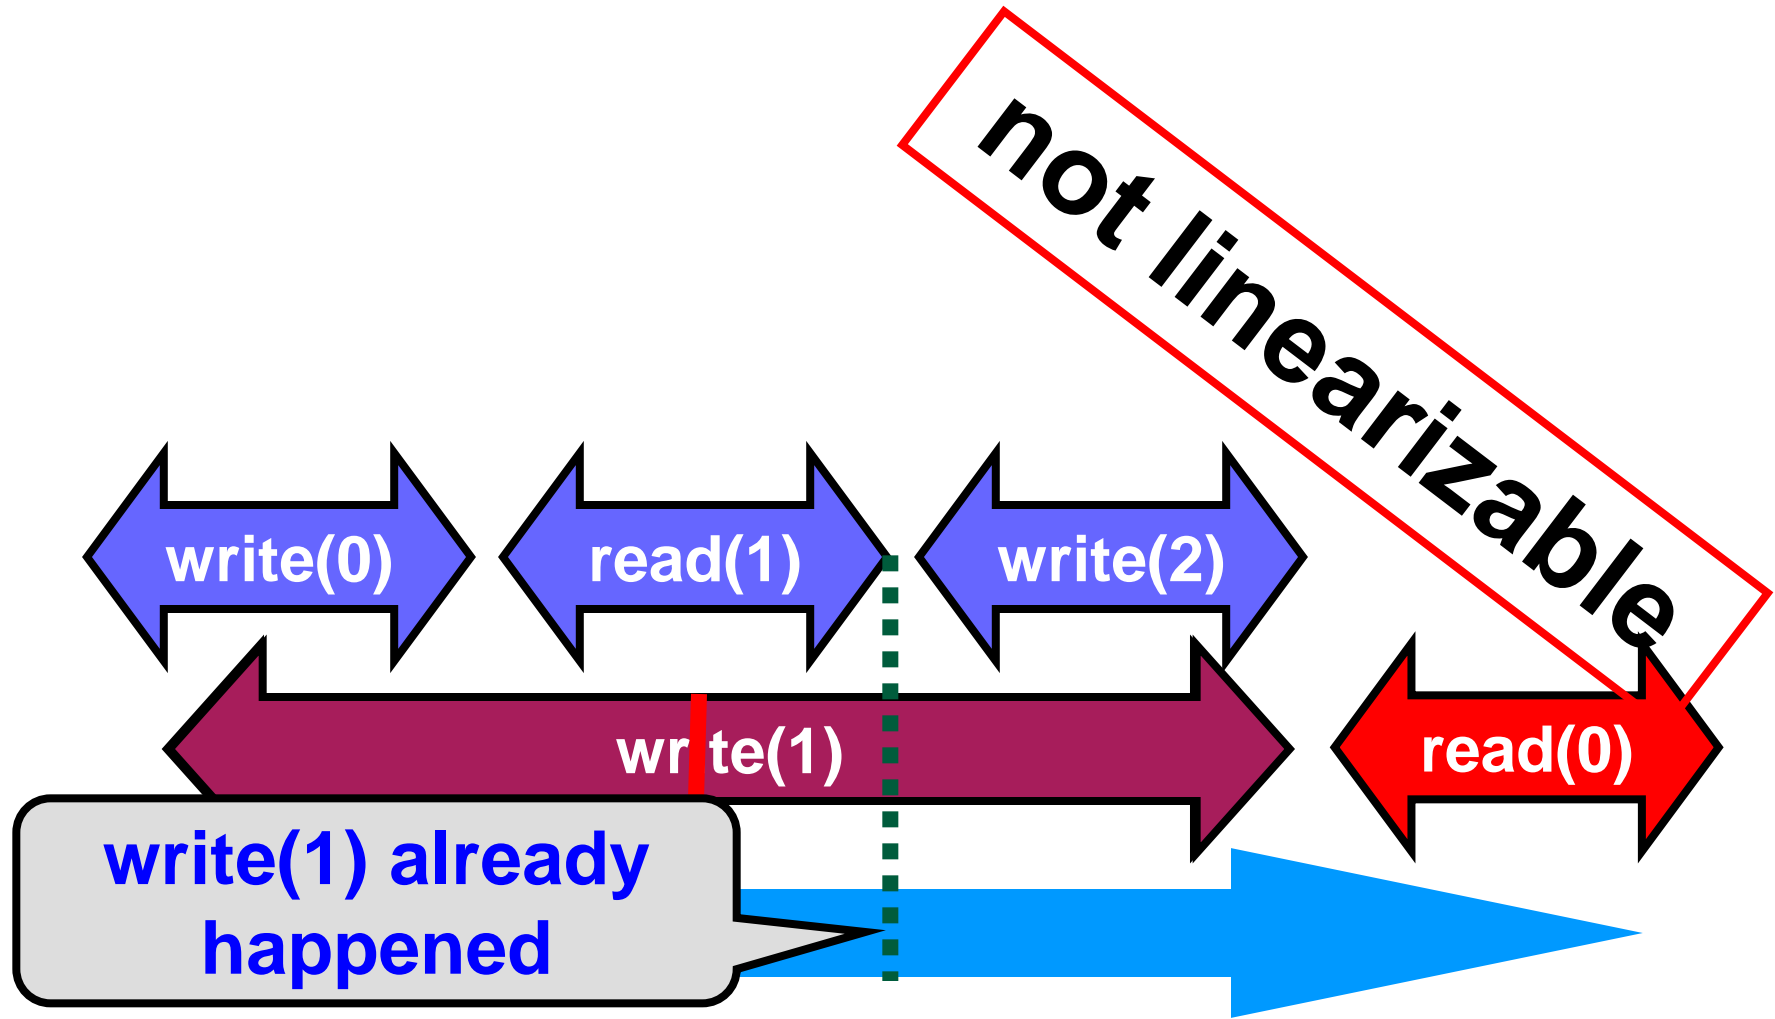 not linearizable
write(0)
read(1)
write(2)
write(1)
read(0)
write(1) already
happened